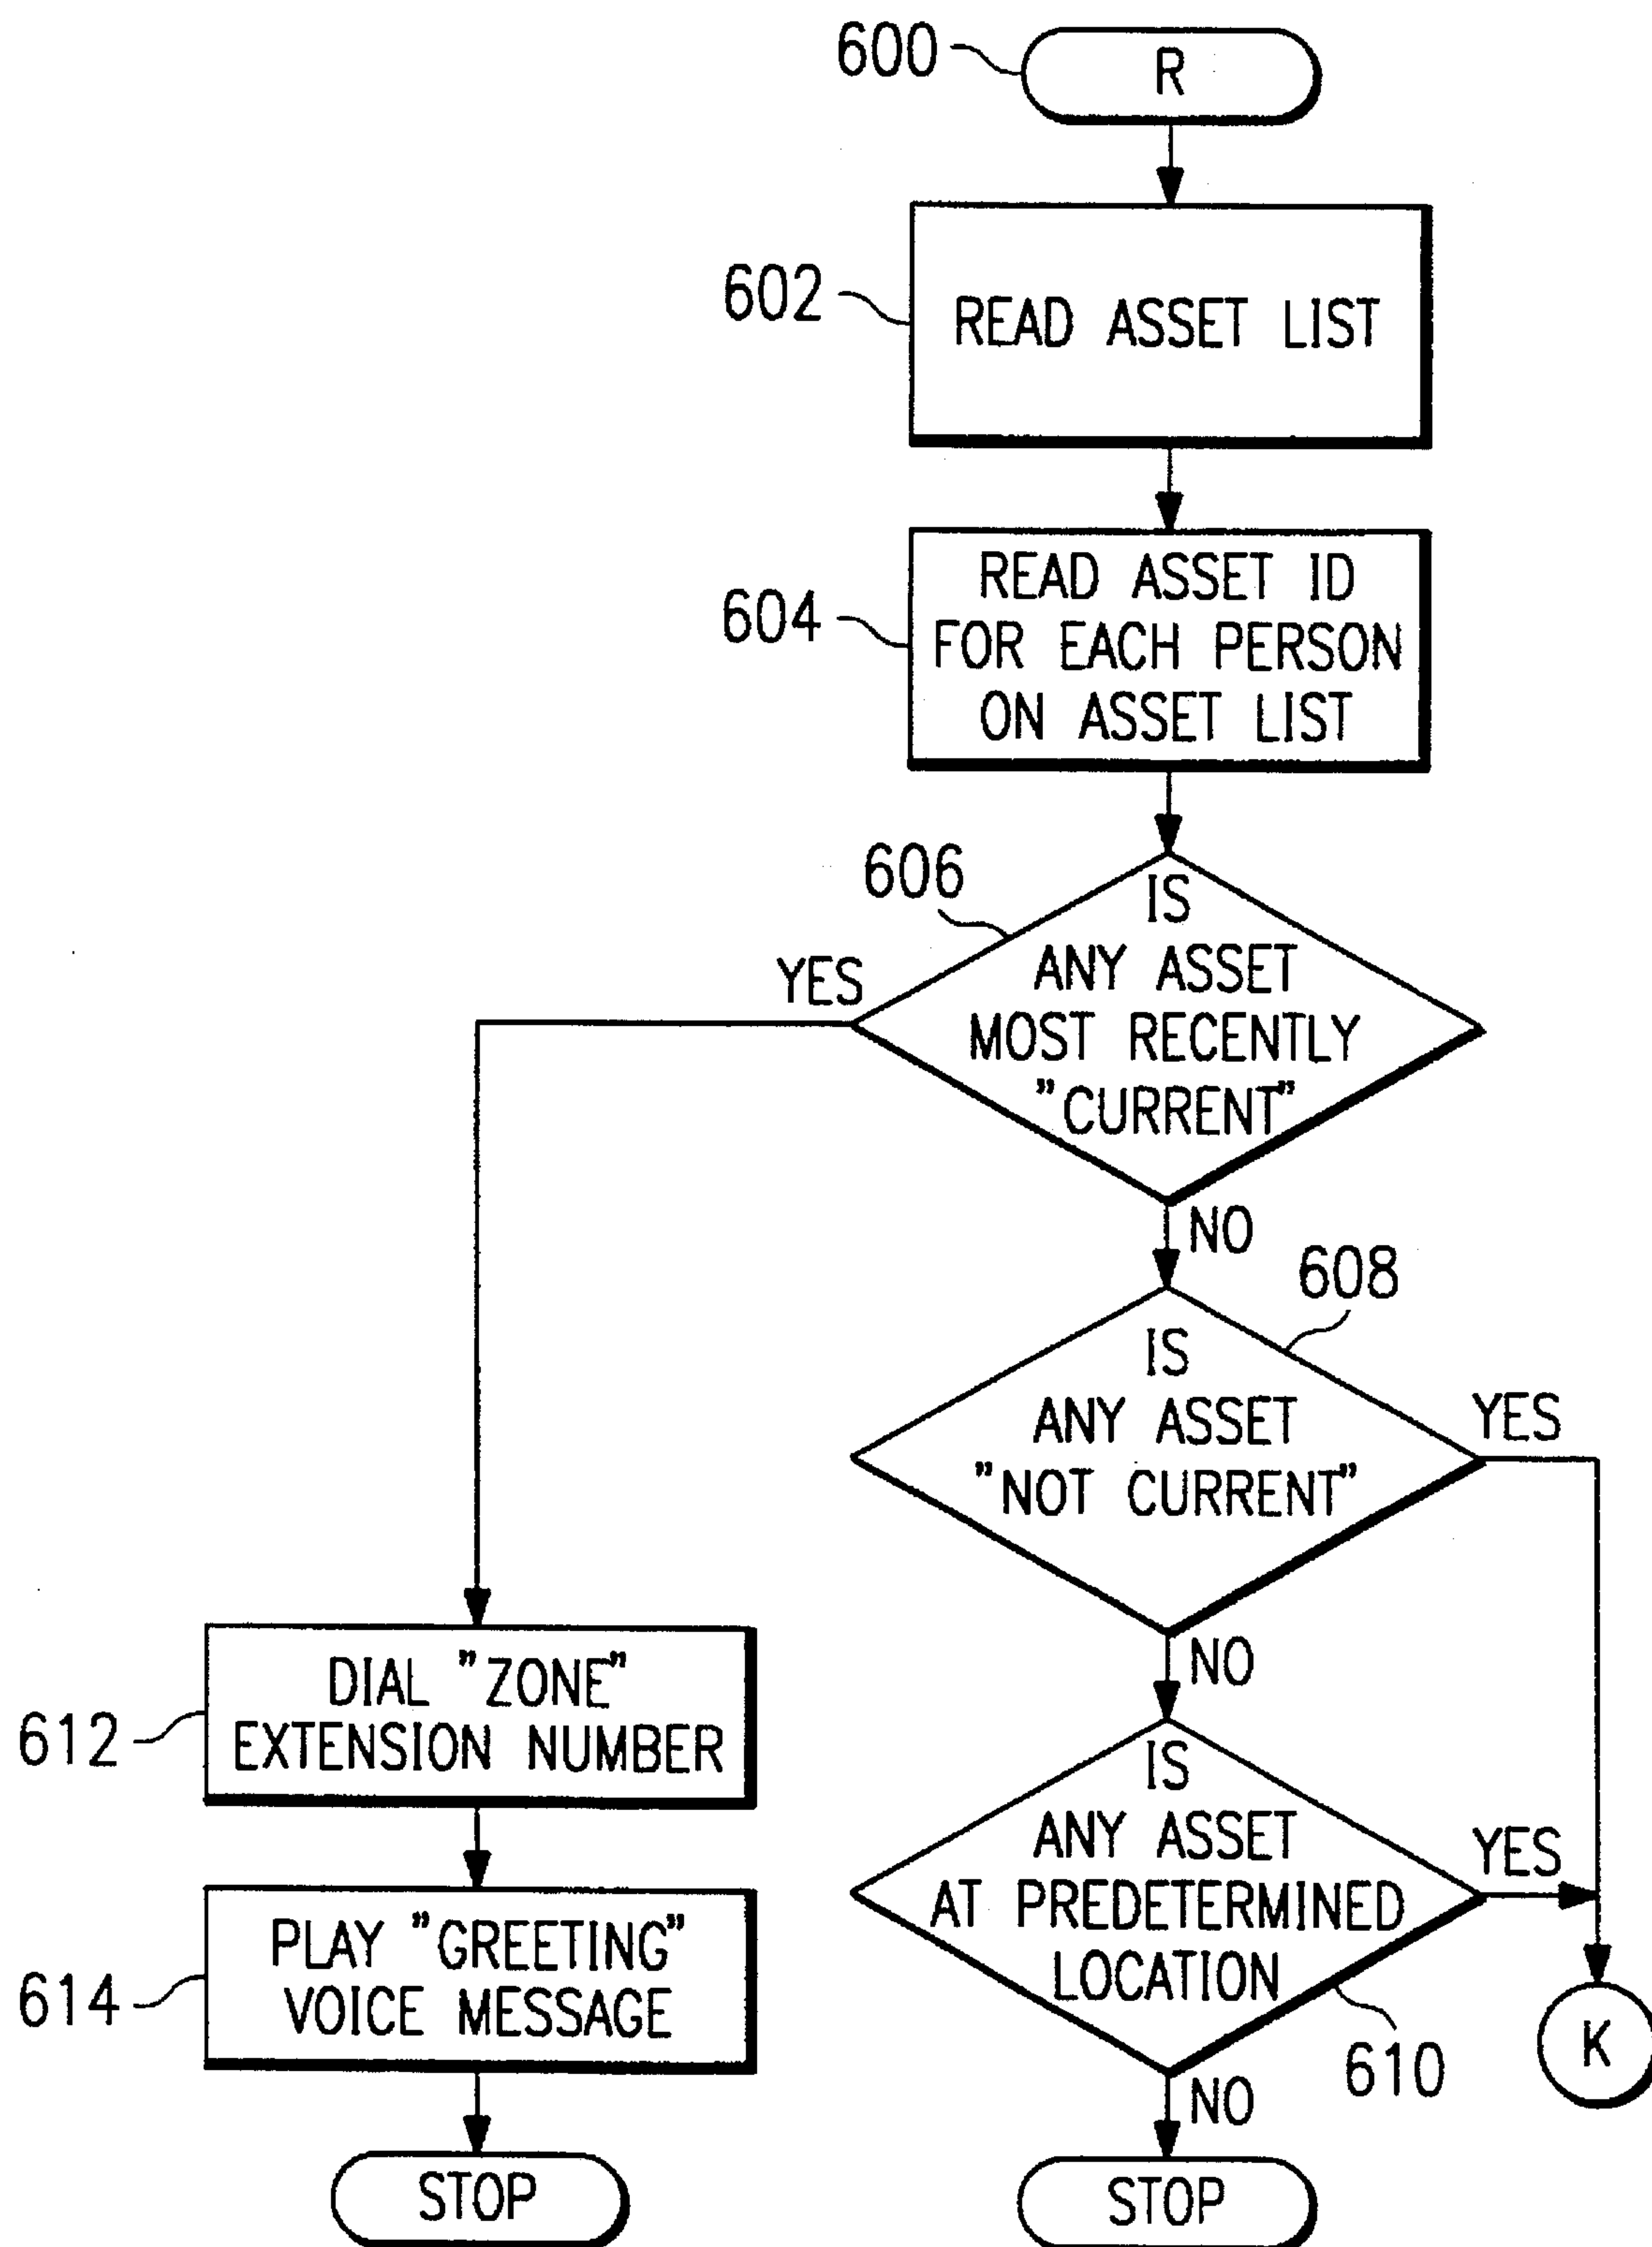 600
R
602
READ ASSET LIST
604
READ ASSET ID
FOR EACH PERSON
ON ASSET LIST
606
IS
ANY ASSET
MOST RECENTLY
"CURRENT"
YES
NO
608
IS
ANY ASSET
"NOT CURRENT"
YES
NO
612
DIAL "ZONE"
EXTENSION NUMBER
IS
ANY ASSET
AT PREDETERMINED
LOCATION
YES
610
NO
K
614
PLAY "GREETING"
VOICE MESSAGE
STOP
STOP